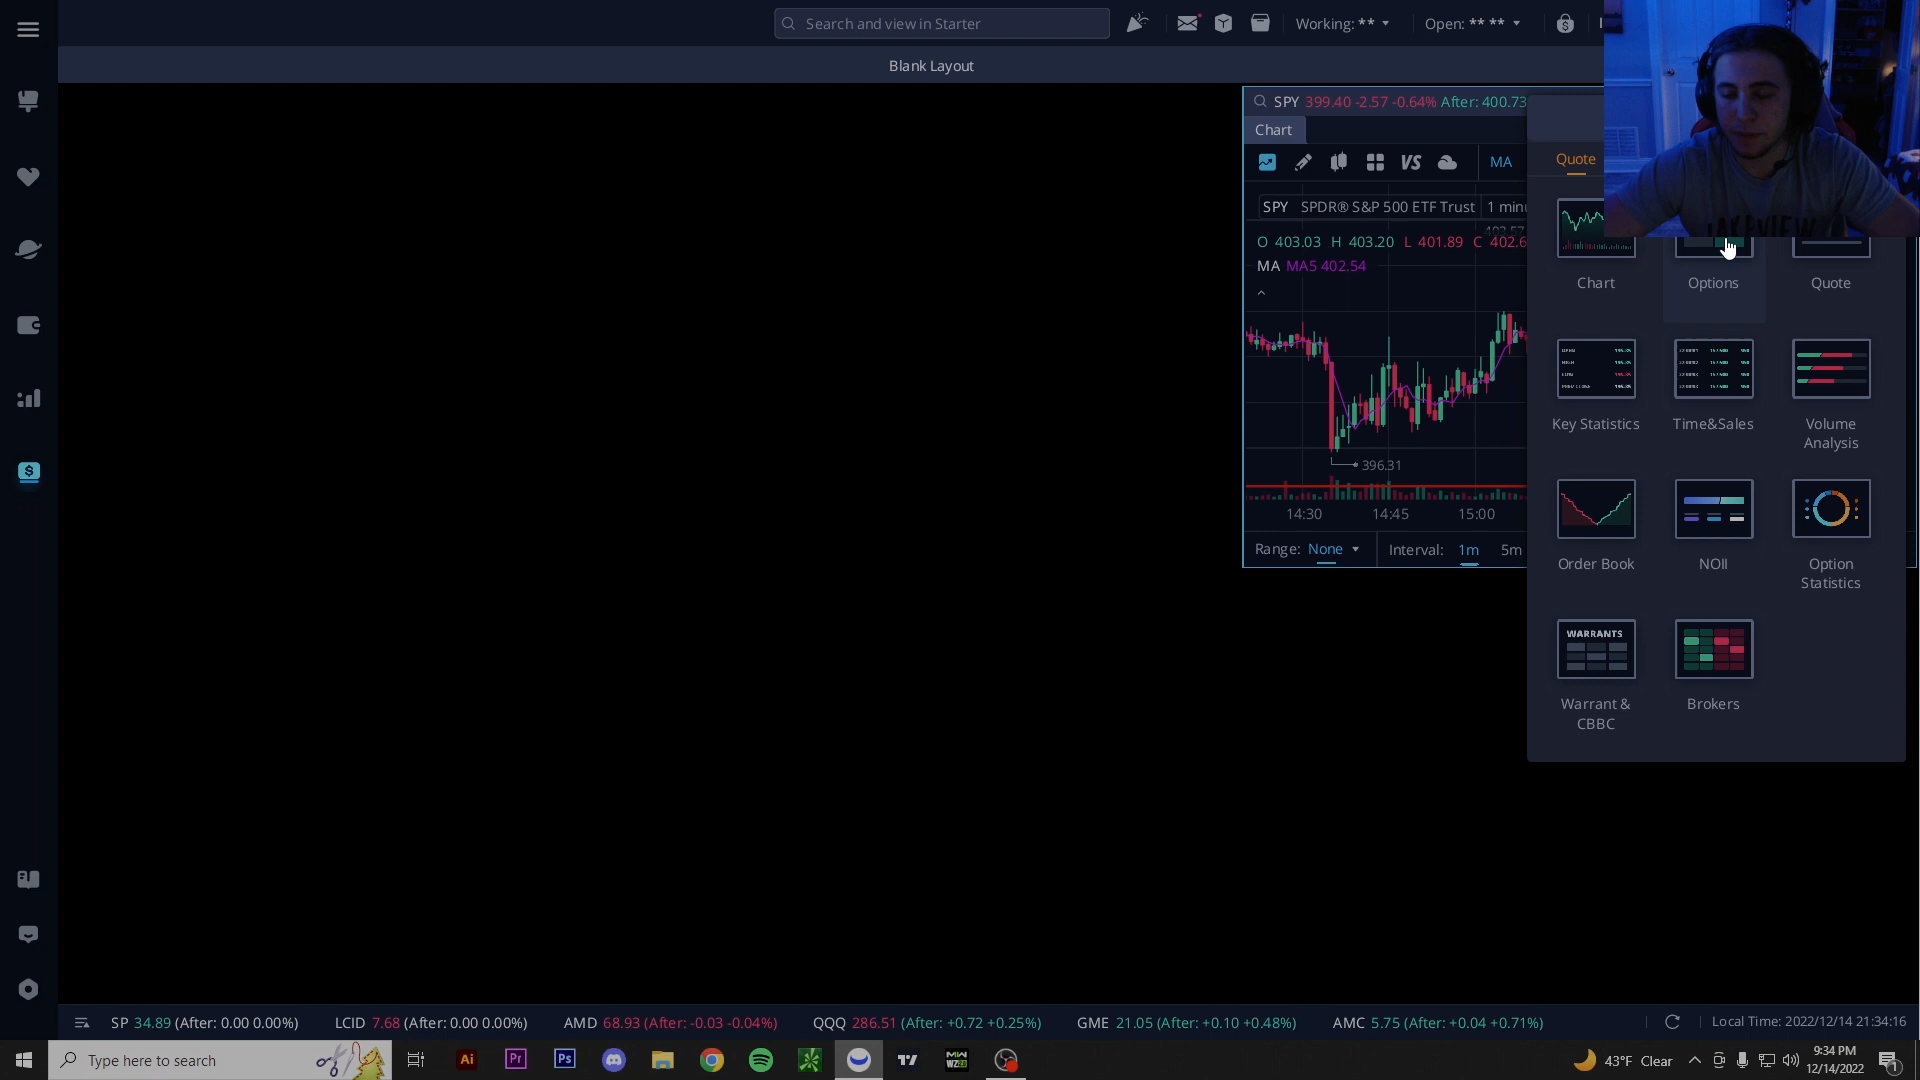 Search and view in Starter
Working: ** 
Open: ** **
Blank Layout
SPY 399.40 -2.57 -0.64% After: 400.73
Chart
VS MA
Quote
SPY SPDR® S&P 500 ETF Trust 1 minu
O 403.03 H 403.20 L 401.89 C 402.6
MA MA5 402.54
396.31
14:30 14:45 15:00
Range: None Interval: 1m 5m
Chart Options Quote
Key Statistics Time&Sales Volume
Analysis
Order Book NOII Option
Statistics
WARRANTS
Warrant & Brokers
CBBC
SP 34.89 (After: 0.00 0.00%) LCID 7.68 (After: 0.00 0.00%) AMD 68.93 (After: -0.03 -0.04%) QQQ 286.51 (After: +0.72 +0.25%) GME 21.05 (After: +0.10 +0.48%) AMC 5.75 (After: +0.04 +0.71%) Local Time: 2022/12/14 21:34:16
Type here to search
Ai Pr Ps
43°F Clear
9:34 PM
12/14/2022
1